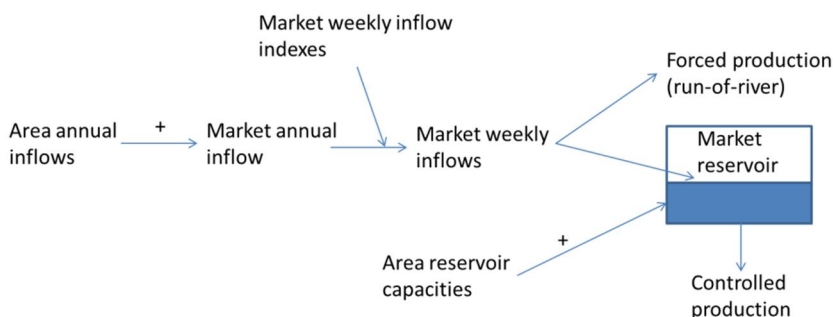 Market weekly inflow
indexes
Forced production
(run-of-river)
Area annual
inflows
+
Market annual
inflow
Market weekly
inflows
Market
reservoir
+
Area reservoir
capacities
Controlled
production